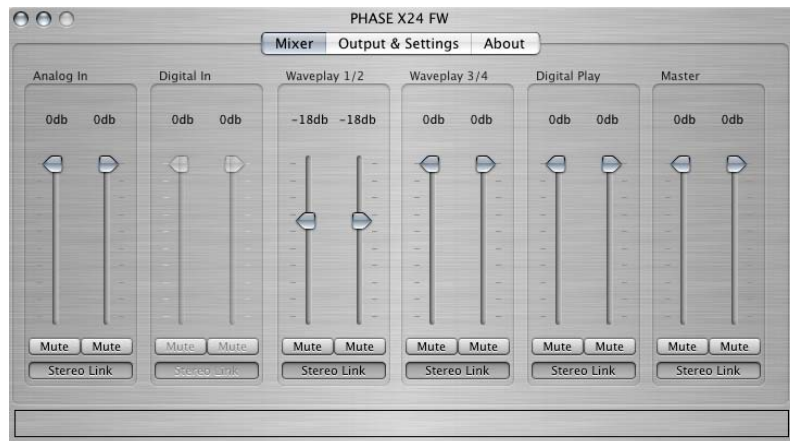 PHASE X24 FW
Mixer Output & Settings About
Analog In Digital In Waveplay 1/2 Waveplay 3/4 Digital Play Master
0db 0db 0db 0db -18db -18db 0db 0db 0db 0db 0db 0db
Mute Mute Mute Mute Mute Mute Mute Mute Mute Mute Mute Mute
Stereo Link Stereo Link Stereo Link Stereo Link Stereo Link Stereo Link